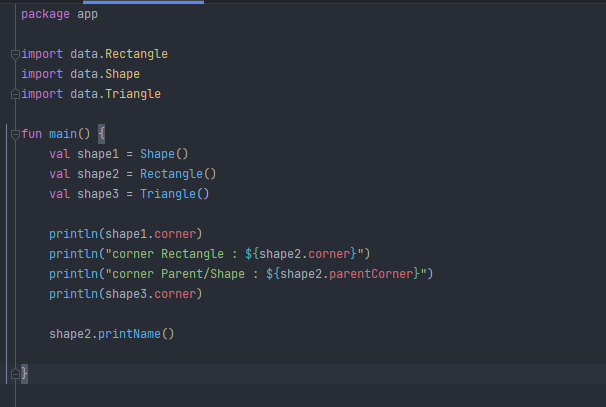 package app
import data.Rectangle
import data.Shape
import data.Triangle
fun main() {
    val shape1 = Shape()
    val shape2 = Rectangle()
    val shape3 = Triangle()
    println(shape1.corner)
    println("corner Rectangle : ${shape2.corner}")
    println("corner Parent/Shape : ${shape2.parentCorner}")
    println(shape3.corner)
    shape2.printName()
}